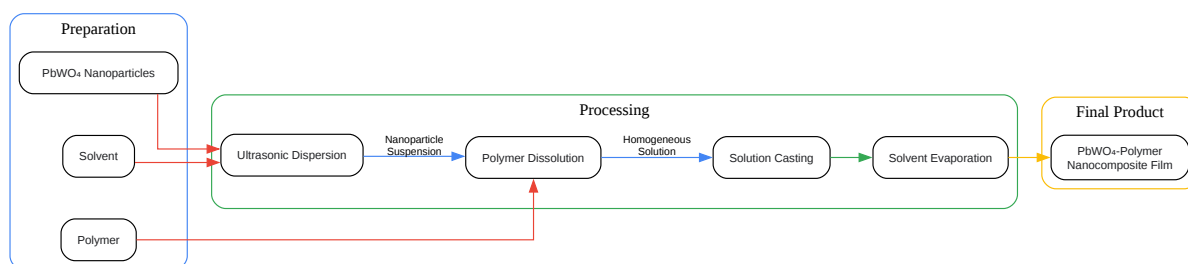 Preparation
PbWO₄ Nanoparticles
Solvent
Polymer
Processing
Ultrasonic Dispersion
Nanoparticle
Suspension
Polymer Dissolution
Homogeneous
Solution
Solution Casting
Solvent Evaporation
Final Product
PbWO₄-Polymer
Nanocomposite Film